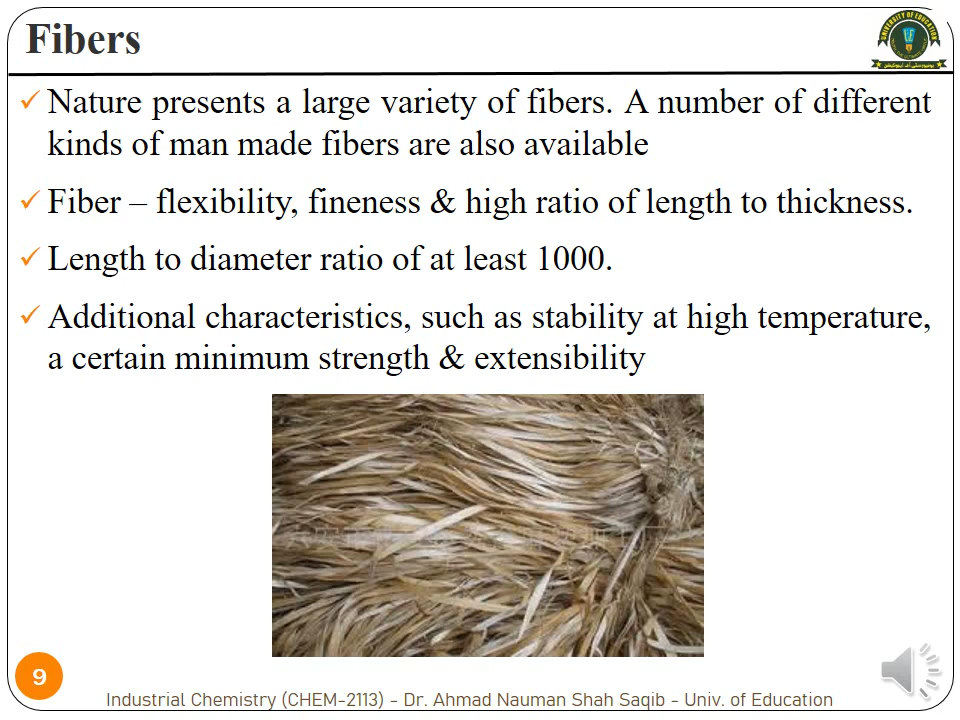 Fibers
UNIVERSITY OF EDUCATION
✓ Nature presents a large variety of fibers. A number of different
kinds of man made fibers are also available
✓ Fiber – flexibility, fineness & high ratio of length to thickness.
✓ Length to diameter ratio of at least 1000.
✓ Additional characteristics, such as stability at high temperature,
a certain minimum strength & extensibility
9
Industrial Chemistry (CHEM-2113) - Dr. Ahmad Nauman Shah Saqib - Univ. of Education